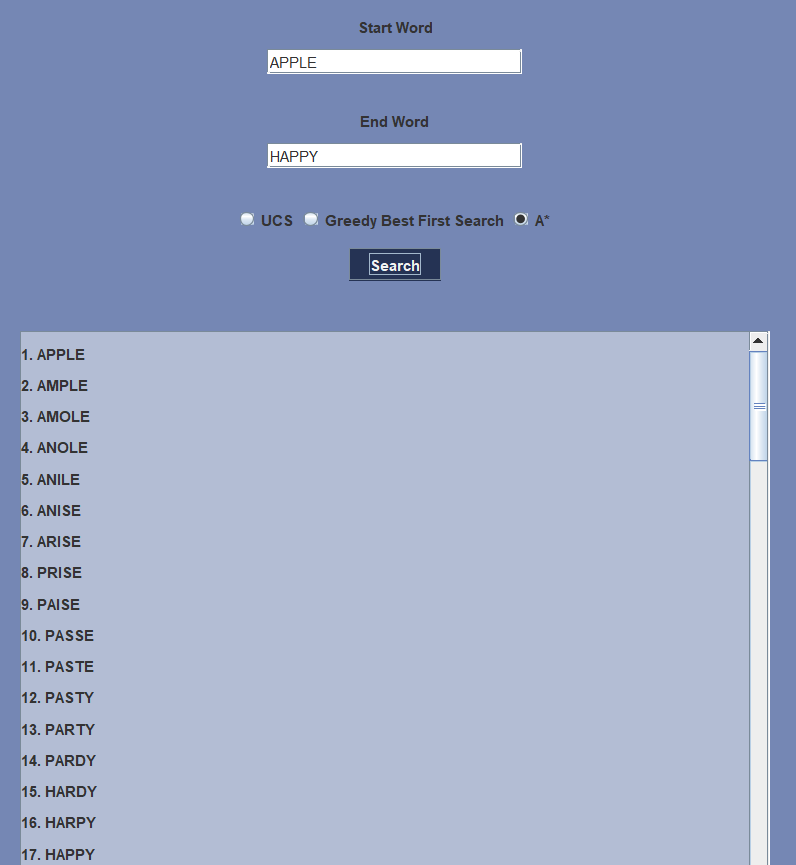 Start Word
APPLE
End Word
HAPPY
UCS Greedy Best First Search A*
Search
1. APPLE
2. AMPLE
3. AMOLE
4. ANOLE
5. ANILE
6. ANISE
7. ARISE
8. PRISE
9. PAISE
10. PASSE
11. PASTE
12. PASTY
13. PARTY
14. PARDY
15. HARDY
16. HARPY
17. HAPPY